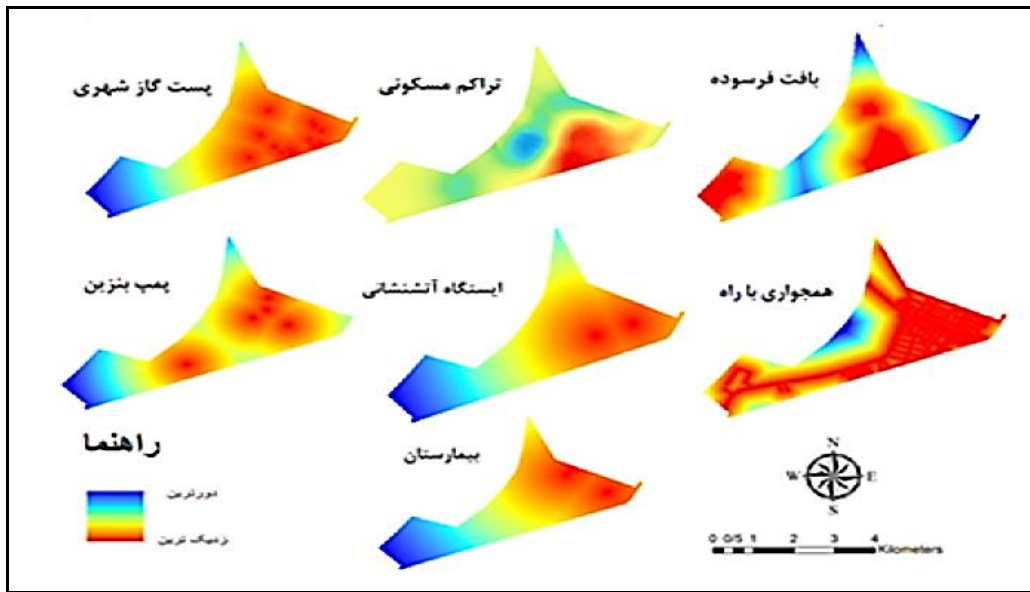 بافت فرسوده
تراکم مسکونی
پست گاز شهری
همجواری با راه
ایستگاه آتشنشانی
پمپ بنزین
بیمارستان
راهنما
دورترین
نزدیک ترین
N
W E
S
0 0/5 1 2 3 4
Kilometers